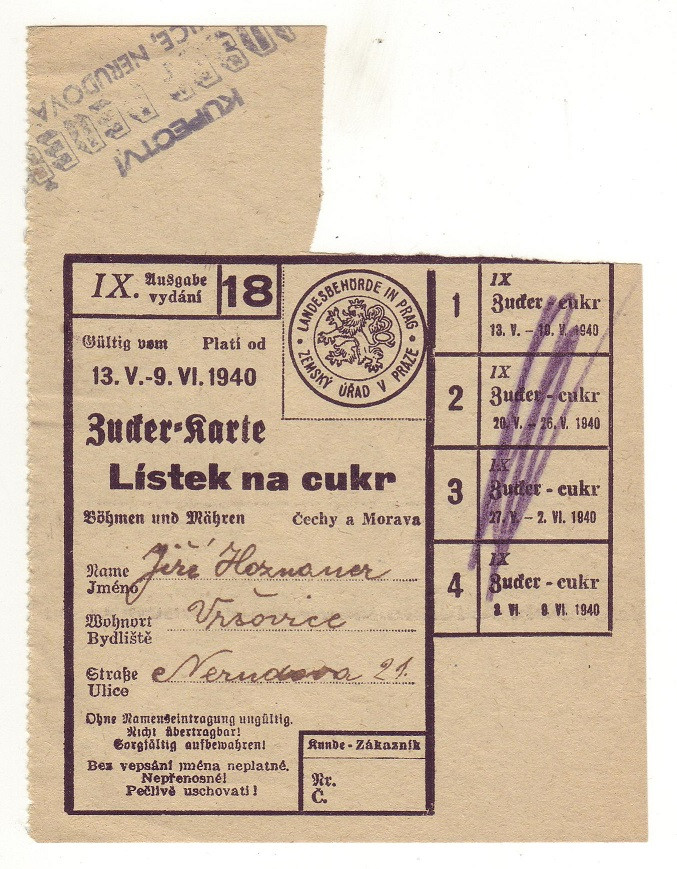 KUPECTVÍ
NERUDOVA
IX. Ausgabe
vydání
18
LANDESBEHÖRDE IN PRAG
ZEMSKÝ ÚŘAD V PRAZE
Gültig vom Platí od
13. V.-9. VI. 1940
Zucker-Karte
Lístek na cukr
Böhmen und Mähren Čechy a Morava
Name
Jméno Jiří Hoznauer
Wohnort
Bydliště Vršovice
Straße
Ulice Nerudova 21.
Ohne Namenseintragung ungültig.
Nicht übertragbar!
Sorgfältig aufbewahren!
Bez vepsání jména neplatné.
Nepřenosné!
Pečlivě uschovati!
Kunde - Zákazník
Nr.
Č.
1
IX
Zucker - cukr
13. V. – 19. V. 1940
2
IX
Zucker - cukr
20. V. – 26. V. 1940
3
IX
Zucker - cukr
27. V. – 2. VI. 1940
4
IX
Zucker - cukr
VI. 9. VI. 1940